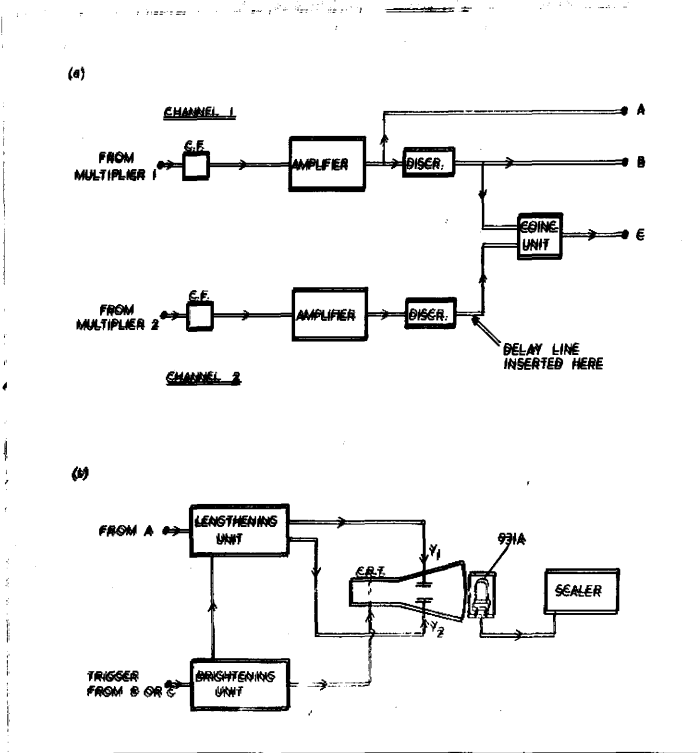 (a)
CHANNEL 1
A
C.F.
FROM
MULTIPLIER 1
AMPLIFIER
DISCR.
B
COINC
UNIT
C
C.F.
FROM
MULTIPLIER 2
AMPLIFIER
DISCR.
DELAY LINE
INSERTED HERE
CHANNEL 2
(b)
FROM A
LENGTHENING
UNIT
Y1
931A
C.R.T.
SCALER
Y2
TRIGGER
FROM B OR C
BRIGHTENING
UNIT